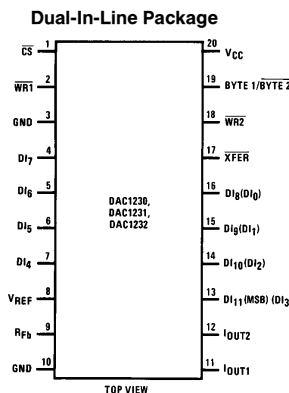 Dual-In-Line Package
CS 1
WR1 2
GND 3
DI7 4
DI6 5
DI5 6
DI4 7
VREF 8
RFb 9
GND 10
DAC1230,
DAC1231,
DAC1232
20 VCC
19 BYTE 1/BYTE 2
18 WR2
17 XFER
16 DI8(DI0)
15 DI9(DI1)
14 DI10(DI2)
13 DI11(MSB) (DI3
12 IOUT2
11 IOUT1
TOP VIEW